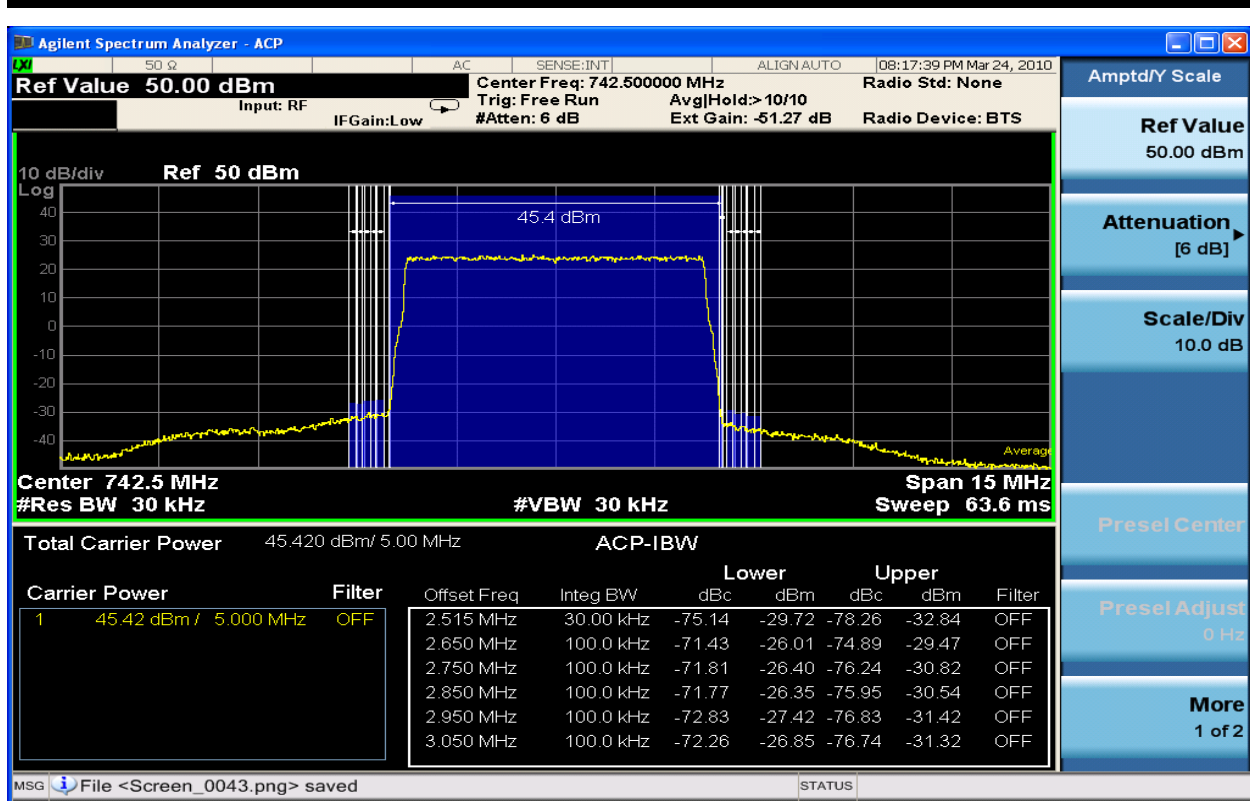 Agilent Spectrum Analyzer - ACP
LXI 50 Ω AC SENSE:INT ALIGN AUTO 08:17:39 PM Mar 24, 2010
Ref Value 50.00 dBm Center Freq: 742.500000 MHz Radio Std: None
Input: RF Trig: Free Run Avg|Hold:> 10/10
IFGain:Low #Atten: 6 dB Ext Gain: -51.27 dB Radio Device: BTS
10 dB/div Ref 50 dBm
Log
40
30
20
10
0
-10
-20
-30
-40
45.4 dBm
Average
Center 742.5 MHz Span 15 MHz
#Res BW 30 kHz #VBW 30 kHz Sweep 63.6 ms
Total Carrier Power 45.420 dBm/ 5.00 MHz ACP-IBW
Lower Upper
Carrier Power Filter Offset Freq Integ BW dBc dBm dBc dBm Filter
1 45.42 dBm / 5.000 MHz OFF 2.515 MHz 30.00 kHz -75.14 -29.72 -78.26 -32.84 OFF
2.650 MHz 100.0 kHz -71.43 -26.01 -74.89 -29.47 OFF
2.750 MHz 100.0 kHz -71.81 -26.40 -76.24 -30.82 OFF
2.850 MHz 100.0 kHz -71.77 -26.35 -75.95 -30.54 OFF
2.950 MHz 100.0 kHz -72.83 -27.42 -76.83 -31.42 OFF
3.050 MHz 100.0 kHz -72.26 -26.85 -76.74 -31.32 OFF
MSG File <Screen_0043.png> saved STATUS
Amptd/Y Scale
Ref Value
50.00 dBm
Attenuation
[6 dB]
Scale/Div
10.0 dB
Presel Center
Presel Adjust
0 Hz
More
1 of 2